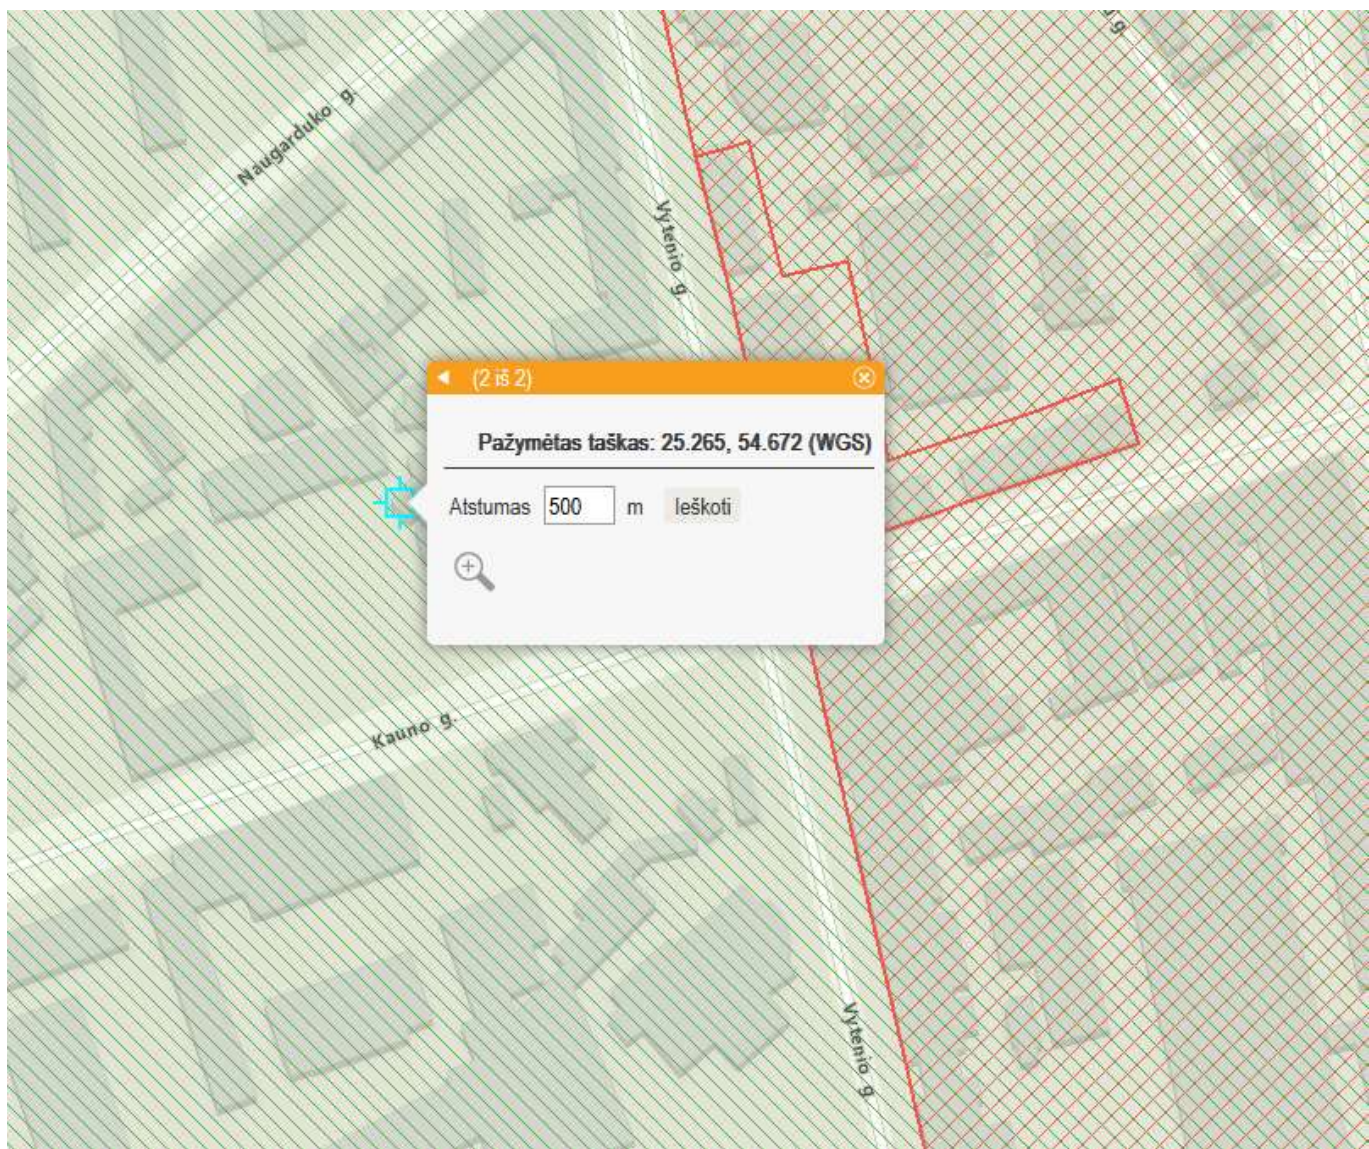 Naugarduko g.
Vytenio g.
(2 iš 2)
Pažymėtas taškas: 25.265, 54.672 (WGS)
Atstumas 500 m Ieškoti
Kauno g.
Vytenio g.